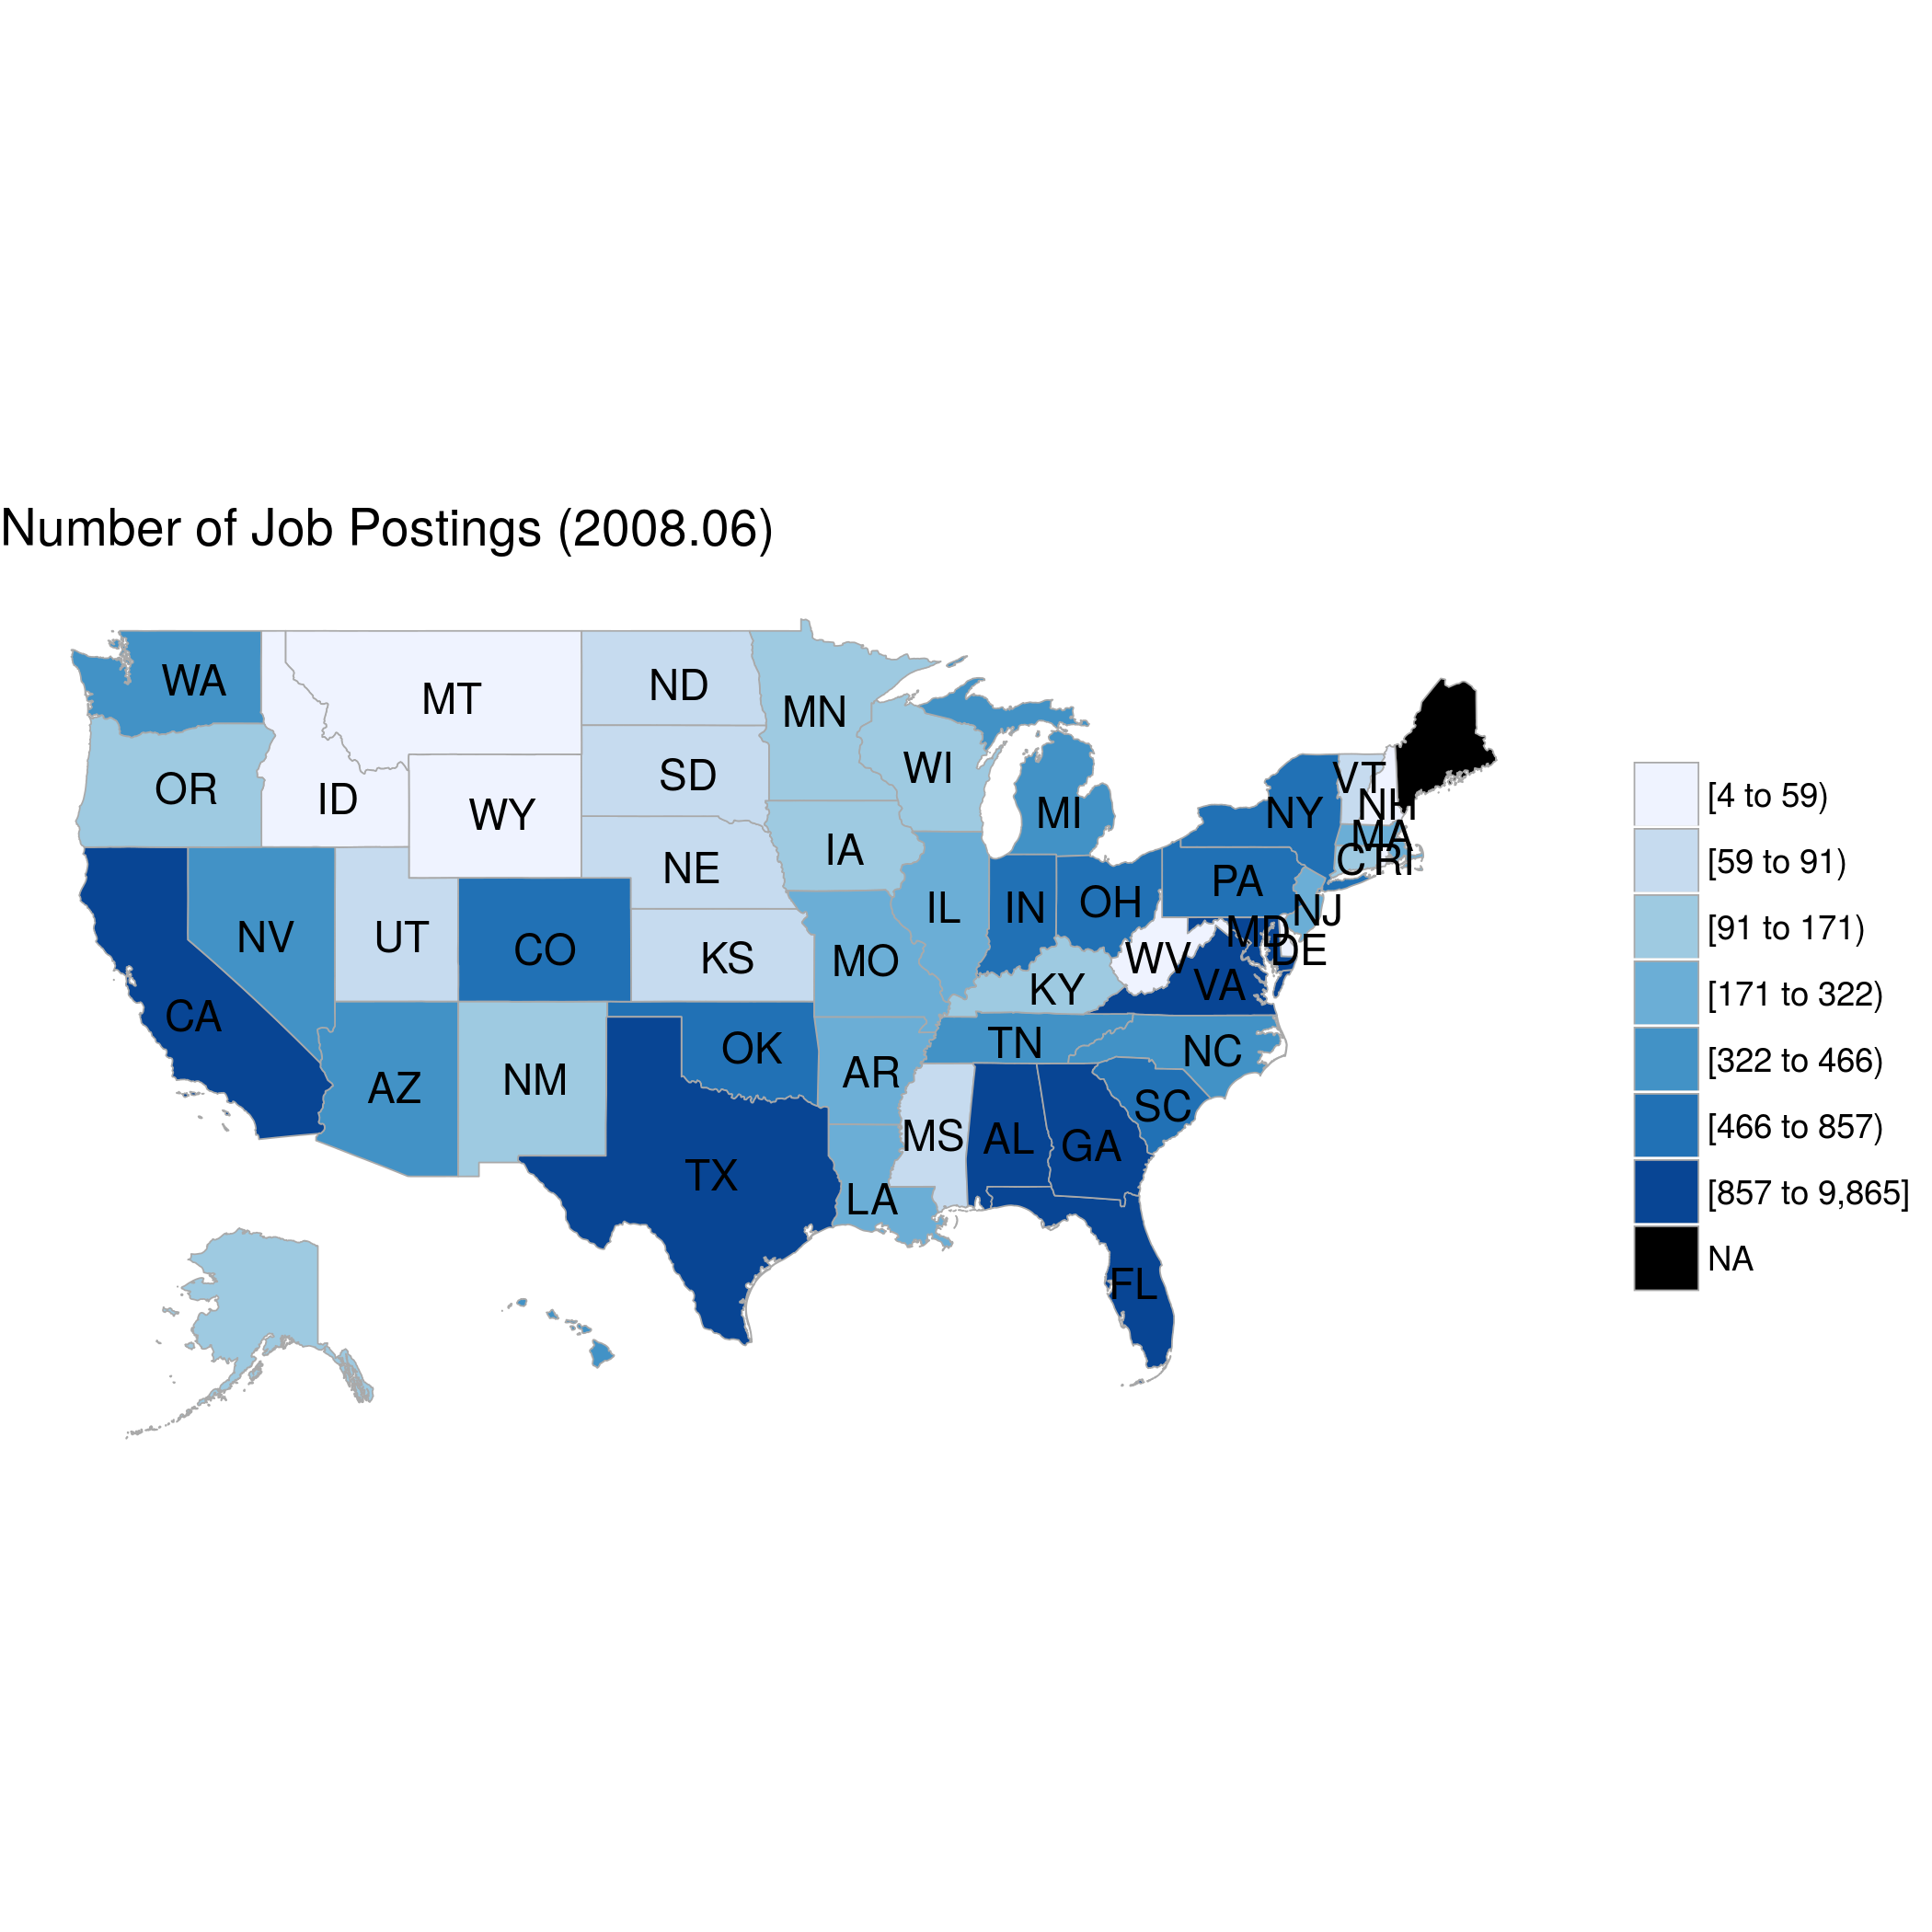 Number of Job Postings (2008.06)
WA
MT
ND
MN
OR
ID
WY
SD
WI
MI
NY
VT
NH
MA
CT
RI
NE
IA
NV
UT
CO
KS
MO
IL
IN
OH
PA
NJ
MD
DE
WV
VA
KY
CA
AZ
NM
OK
AR
TN
NC
SC
TX
LA
MS
AL
GA
FL
[4 to 59)
[59 to 91)
[91 to 171)
[171 to 322)
[322 to 466)
[466 to 857)
[857 to 9,865]
NA